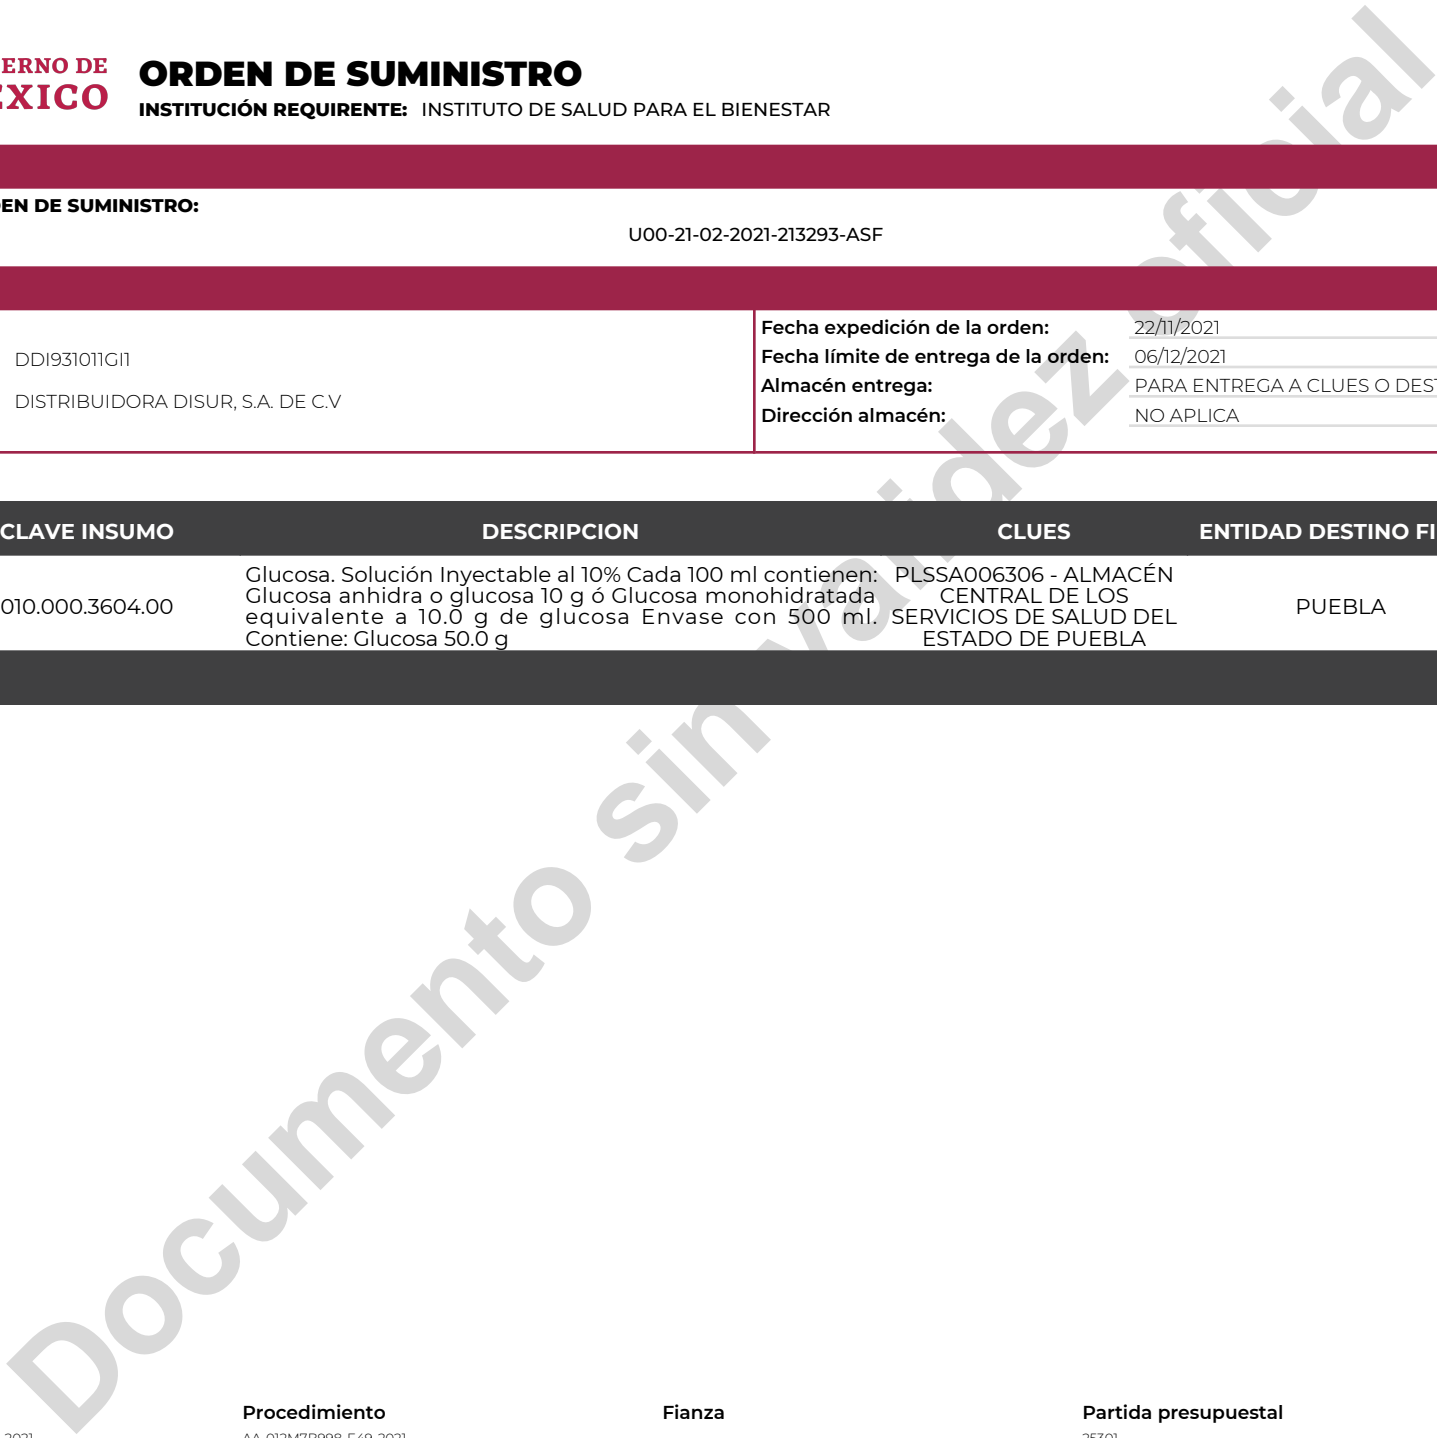 ERNO DE
ORDEN DE SUMINISTRO
INSTITUCIÓN REQUIRENTE: INSTITUTO DE SALUD PARA EL BIENESTAR
EN DE SUMINISTRO:
U00-21-02-2021-213293-ASF
DDI931011GI1
DISTRIBUIDORA DISUR, S.A. DE C.V
Fecha expedición de la orden: 22/11/2021
Fecha límite de entrega de la orden: 06/12/2021
Almacén entrega: PARA ENTREGA A CLUES O DEST
Dirección almacén: NO APLICA
CLAVE INSUMO DESCRIPCION CLUES ENTIDAD DESTINO FI
010.000.3604.00
Glucosa. Solución Inyectable al 10% Cada 100 ml contienen:
Glucosa anhidra o glucosa 10 g ó Glucosa monohidratada
equivalente a 10.0 g de glucosa Envase con 500 ml.
Contiene: Glucosa 50.0 g
PLSSA006306 - ALMACÉN
CENTRAL DE LOS
SERVICIOS DE SALUD DEL
ESTADO DE PUEBLA
PUEBLA
Documento sin validez oficial
Procedimiento Fianza Partida presupuestal